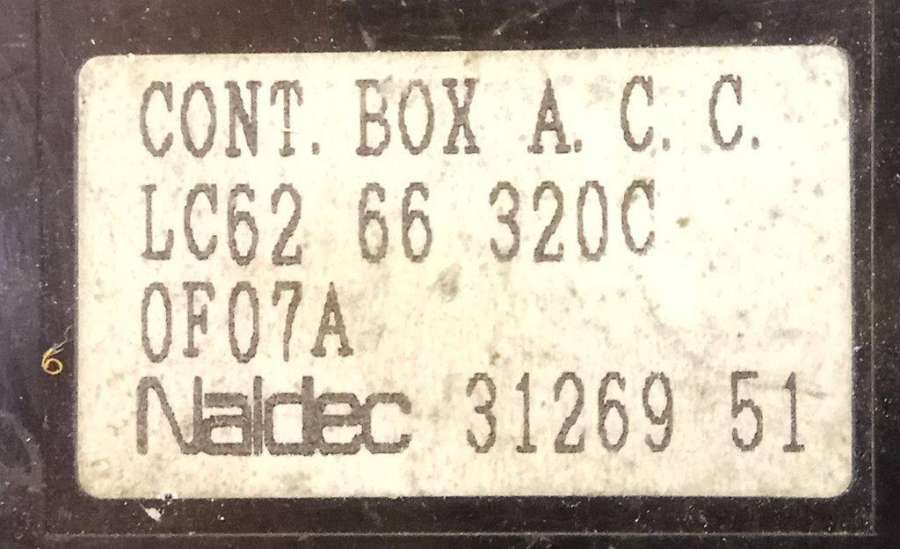 CONT. BOX A. C. C.
LC62 66 320C
0F07A
Naldec 31269 51